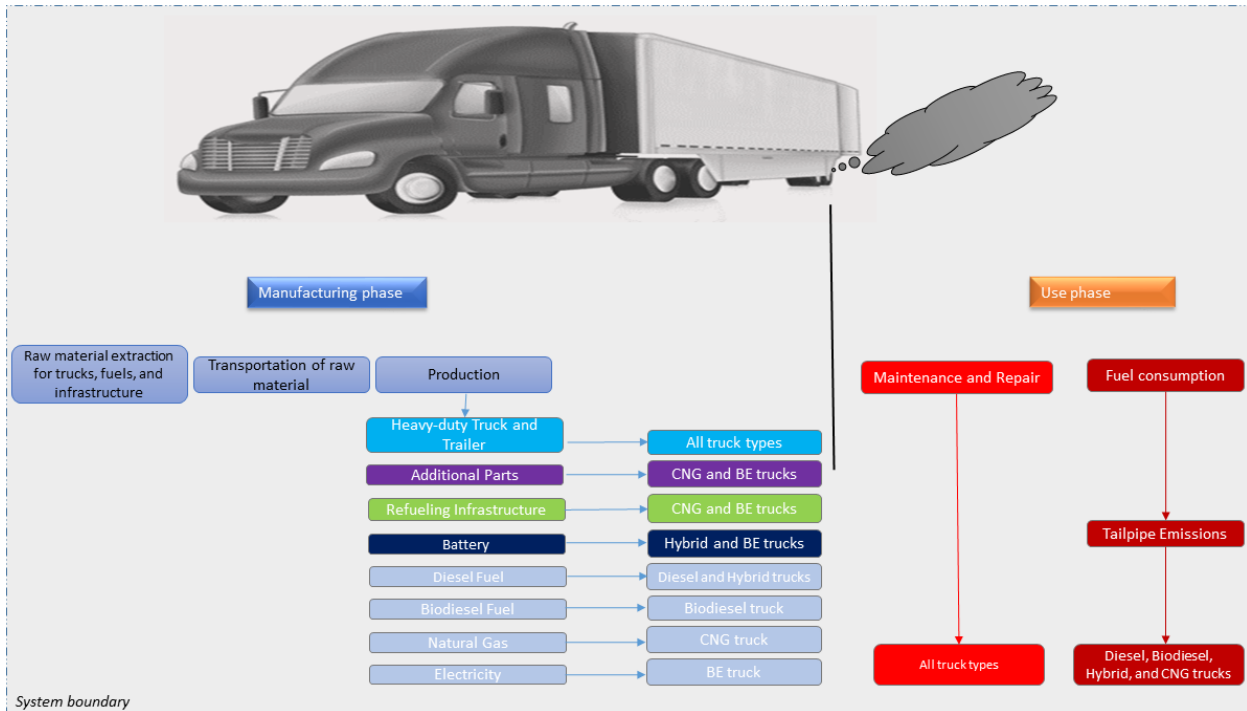 Manufacturing phase
Use phase
Raw material extraction
for trucks, fuels, and
infrastructure
Transportation of raw
material
Production
Maintenance and Repair
Fuel consumption
Heavy-duty Truck and
Trailer
All truck types
Additional Parts
CNG and BE trucks
Refueling Infrastructure
CNG and BE trucks
Battery
Hybrid and BE trucks
Tailpipe Emissions
Diesel Fuel
Diesel and Hybrid trucks
Biodiesel Fuel
Biodiesel truck
Natural Gas
CNG truck
Electricity
BE truck
All truck types
Diesel, Biodiesel,
Hybrid, and CNG trucks
System boundary